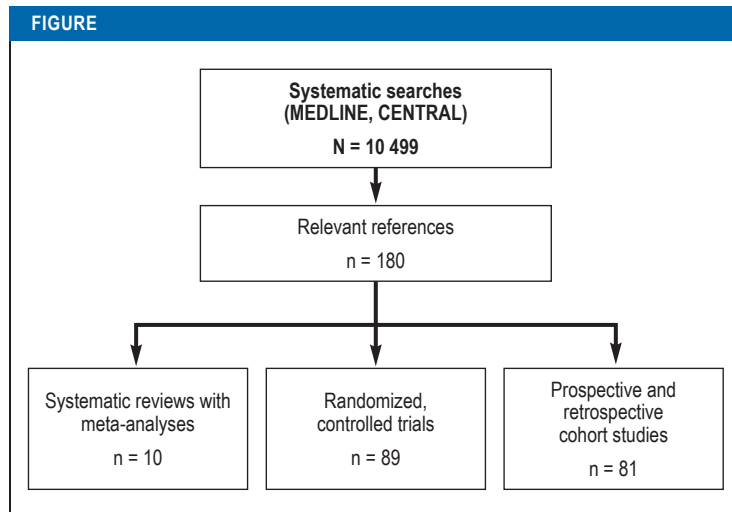 FIGURE
Systematic searches
(MEDLINE, CENTRAL)
N = 10 499
Relevant references
n = 180
Systematic reviews with
meta-analyses
n = 10
Randomized,
controlled trials
n = 89
Prospective and
retrospective
cohort studies
n = 81